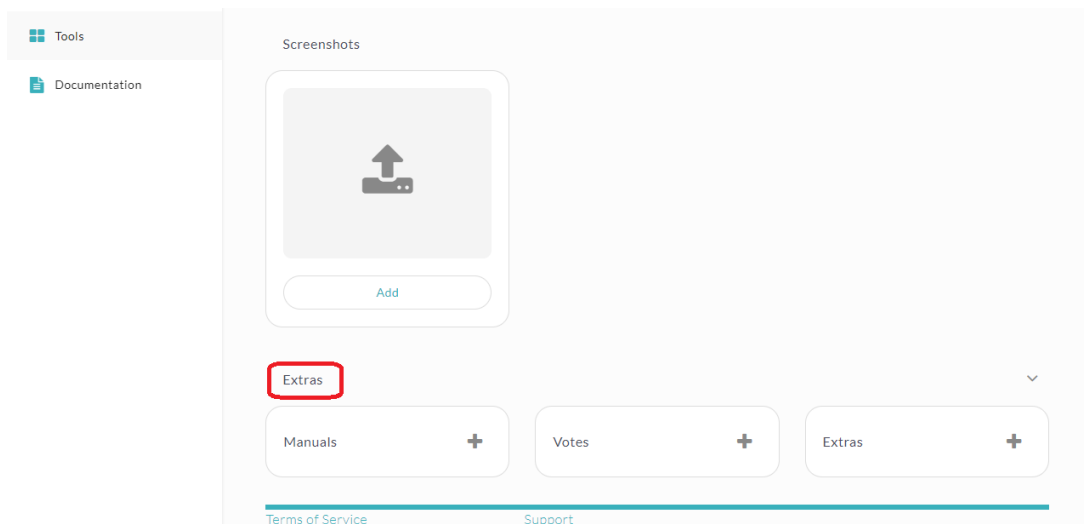 Tools
Documentation
Screenshots
Add
Extras
Manuals
Votes
Extras
Terms of Service
Support